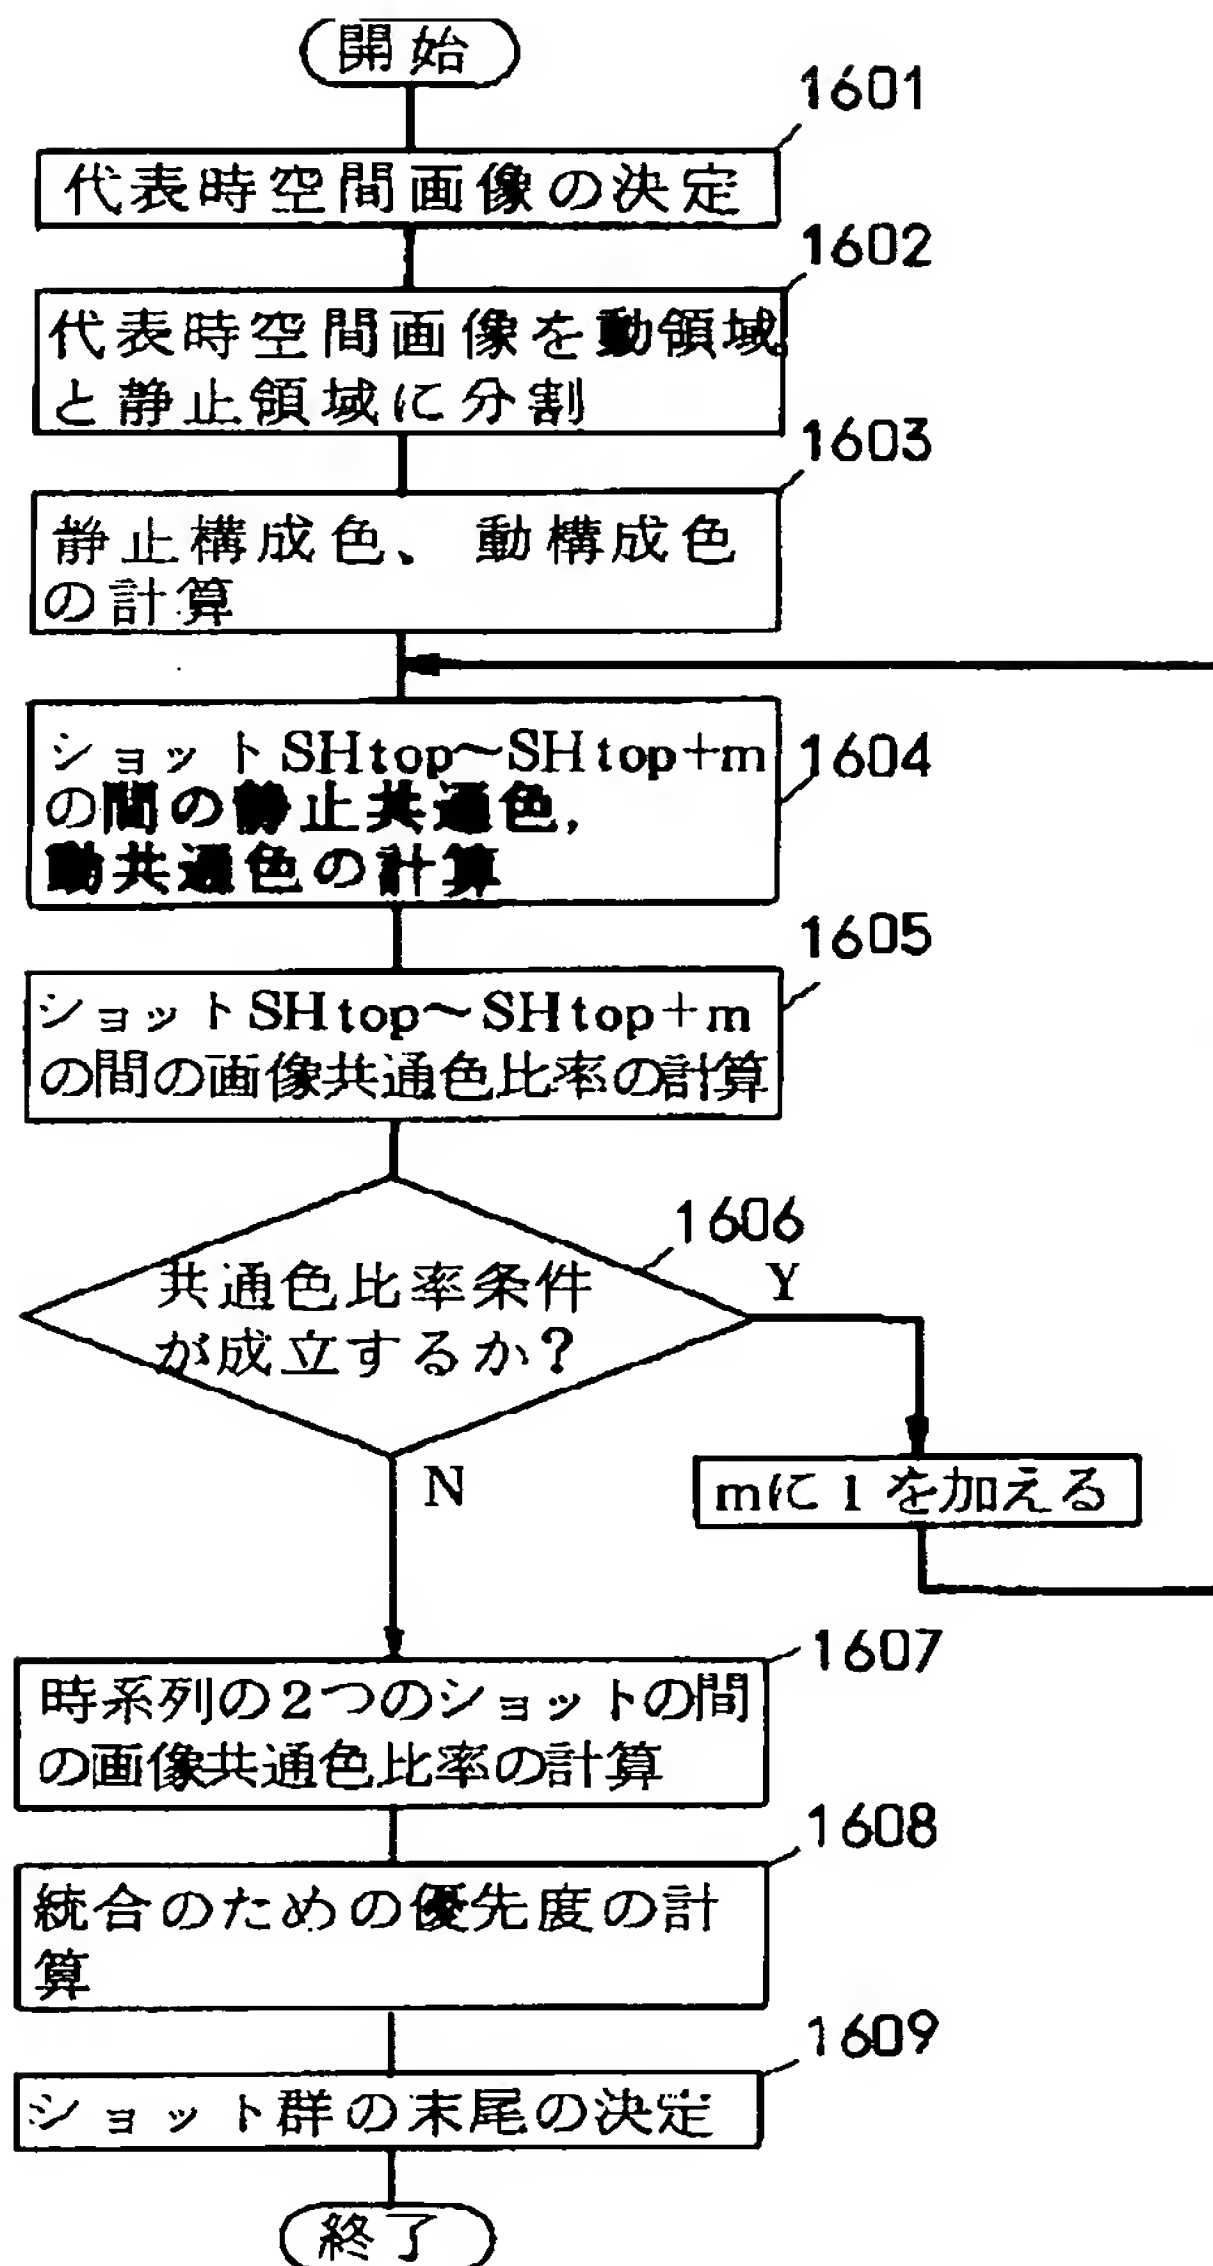 開始
1601
代表時空間画像の決定
1602
代表時空間画像を動領域
と静止領域に分割
1603
静止構成色、動構成色
の計算
ショットSHtop～SHtop+m
1604
の間の静止共通色,
動共通色の計算
1605
ショットSHtop～SHtop+m
の間の画像共通色比率の計算
1606
共通色比率条件
が成立するか?
Y
N
mに1を加える
1607
時系列の2つのショットの間
の画像共通色比率の計算
1608
統合のための優先度の計
算
1609
ショット群の末尾の決定
終了